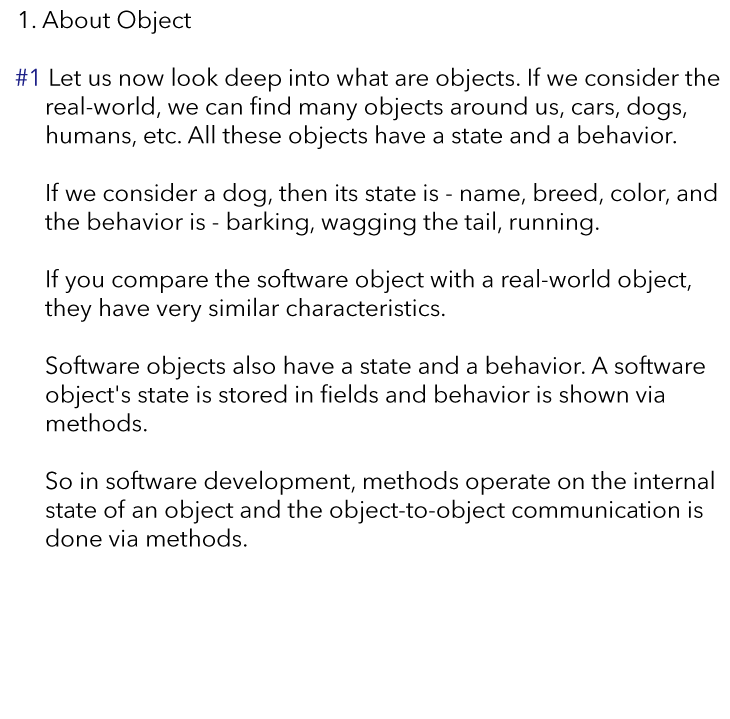 1. About Object
#1 Let us now look deep into what are objects. If we consider the
real-world, we can find many objects around us, cars, dogs,
humans, etc. All these objects have a state and a behavior.
If we consider a dog, then its state is - name, breed, color, and
the behavior is - barking, wagging the tail, running.
If you compare the software object with a real-world object,
they have very similar characteristics.
Software objects also have a state and a behavior. A software
object's state is stored in fields and behavior is shown via
methods.
So in software development, methods operate on the internal
state of an object and the object-to-object communication is
done via methods.